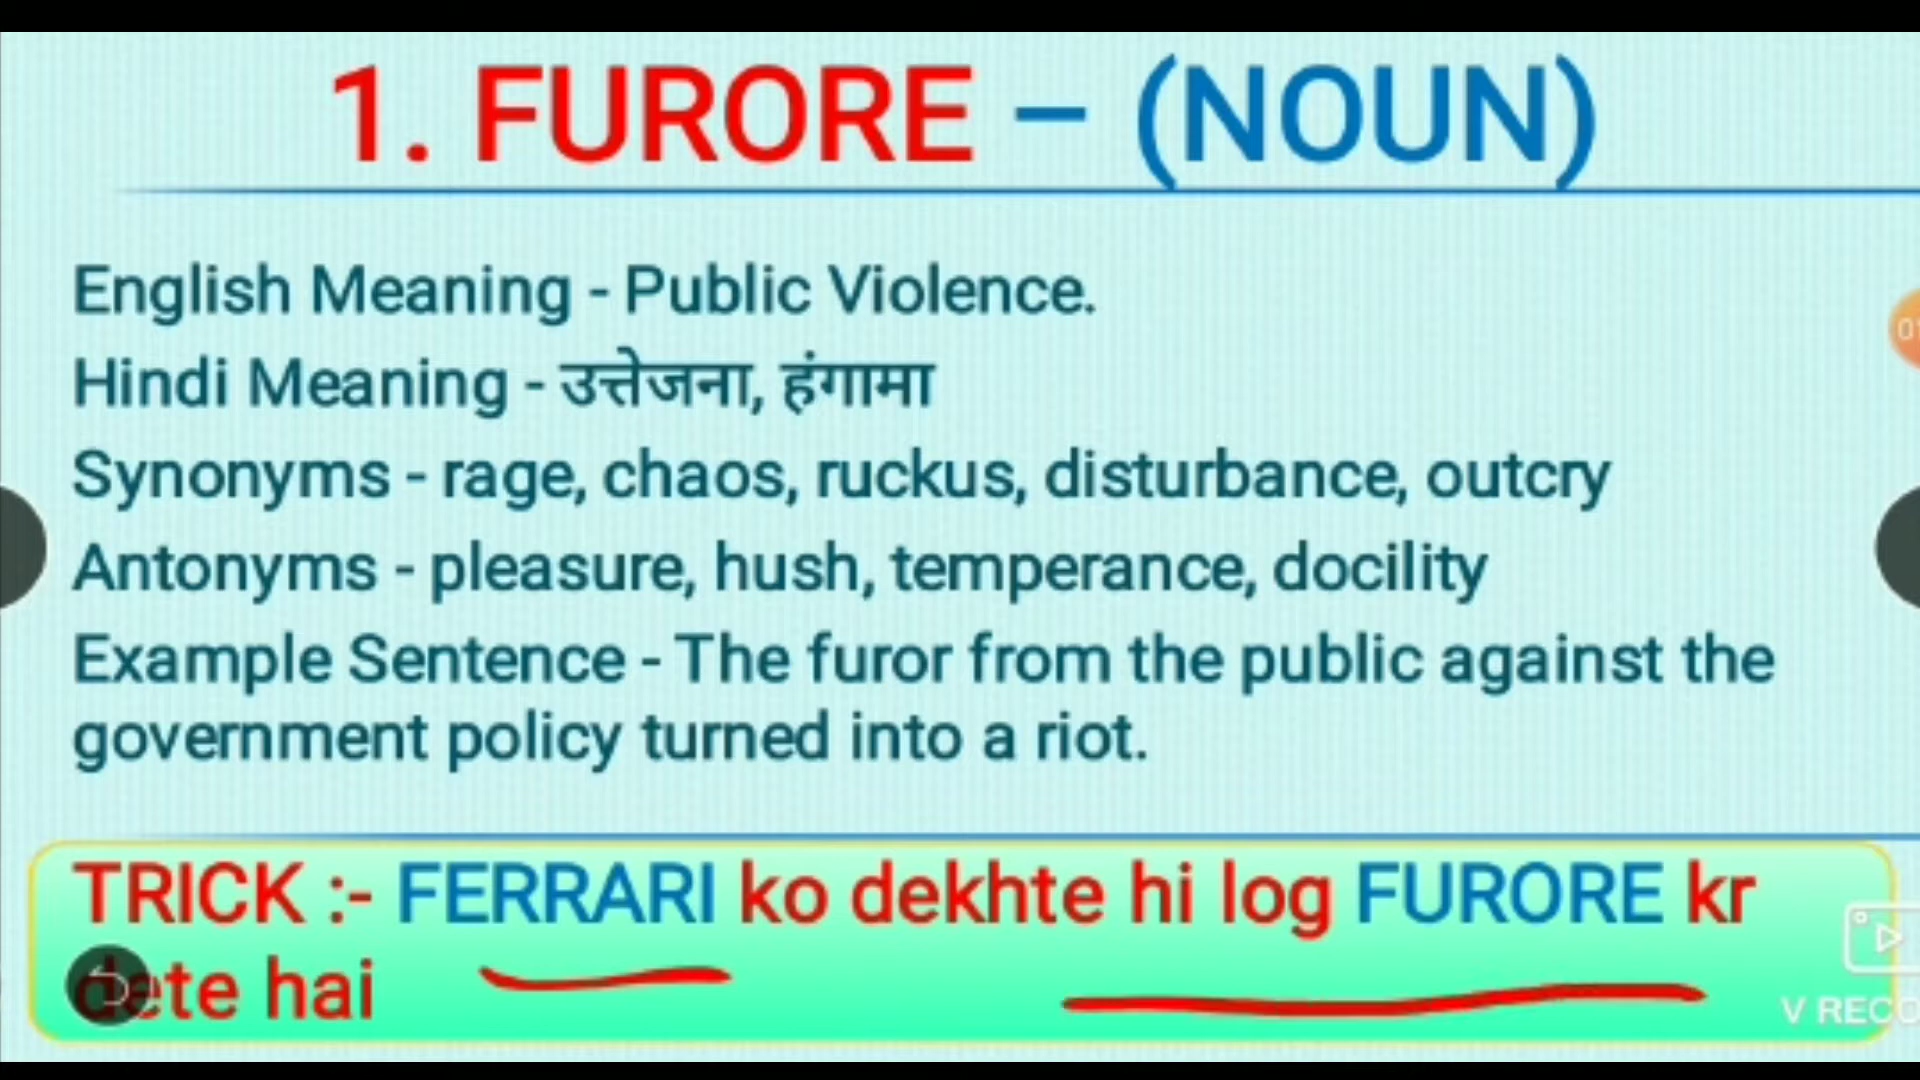 1. FURORE – (NOUN)
English Meaning - Public Violence.
Hindi Meaning - उत्तेजना, हंगामा
Synonyms - rage, chaos, ruckus, disturbance, outcry
Antonyms - pleasure, hush, temperance, docility
Example Sentence - The furor from the public against the
government policy turned into a riot.
TRICK :- FERRARI ko dekhte hi log FURORE kr
dete hai
V RECO